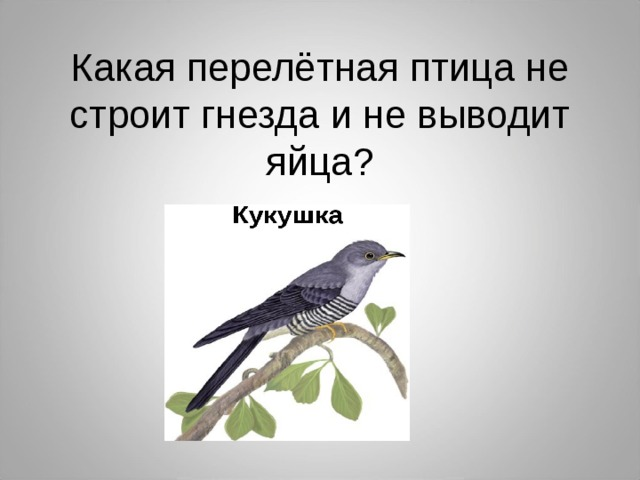 Какая перелётная птица не
строит гнезда и не выводит
яйца?
Кукушка